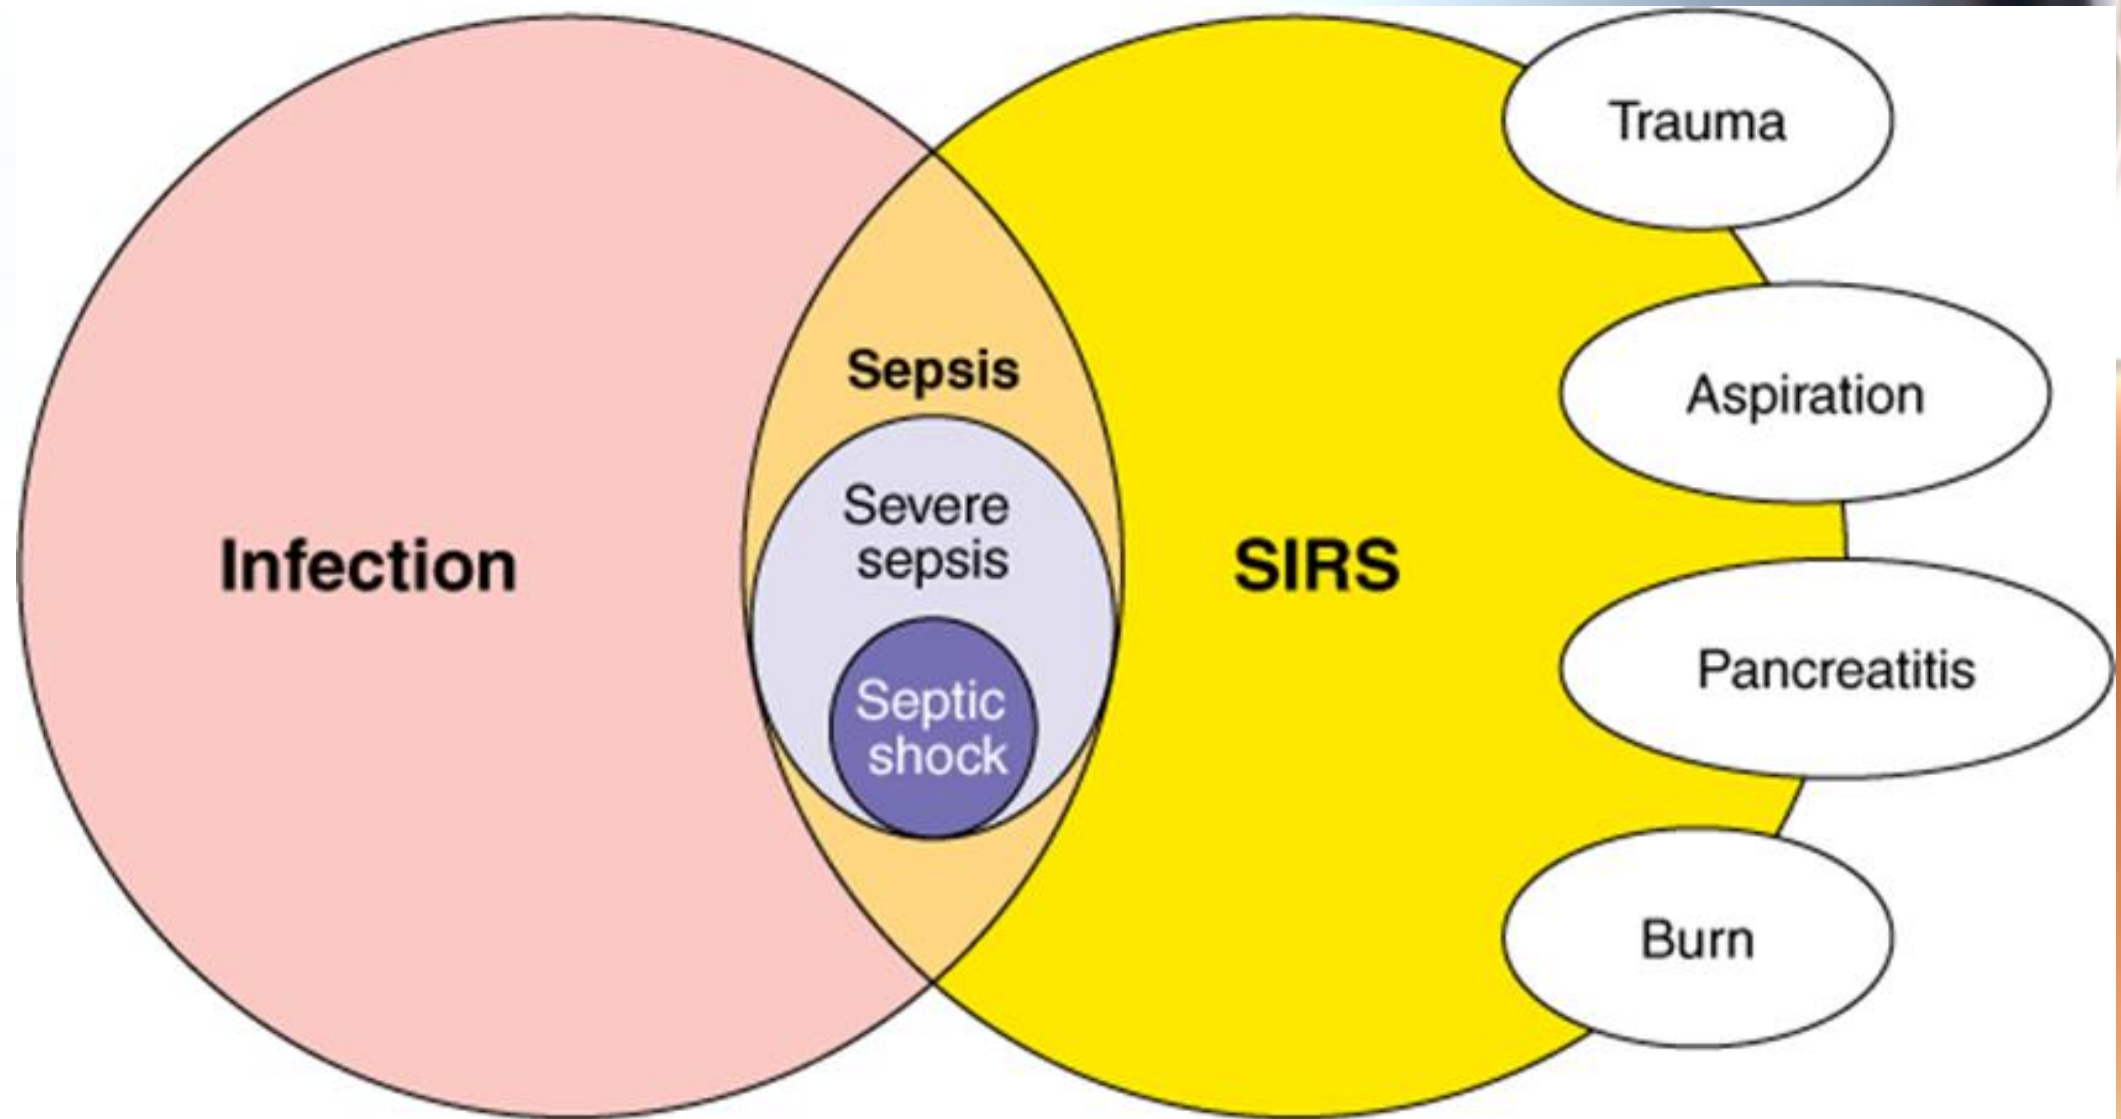 Infection
Sepsis
Severe
sepsis
Septic
shock
SIRS
Trauma
Aspiration
Pancreatitis
Burn